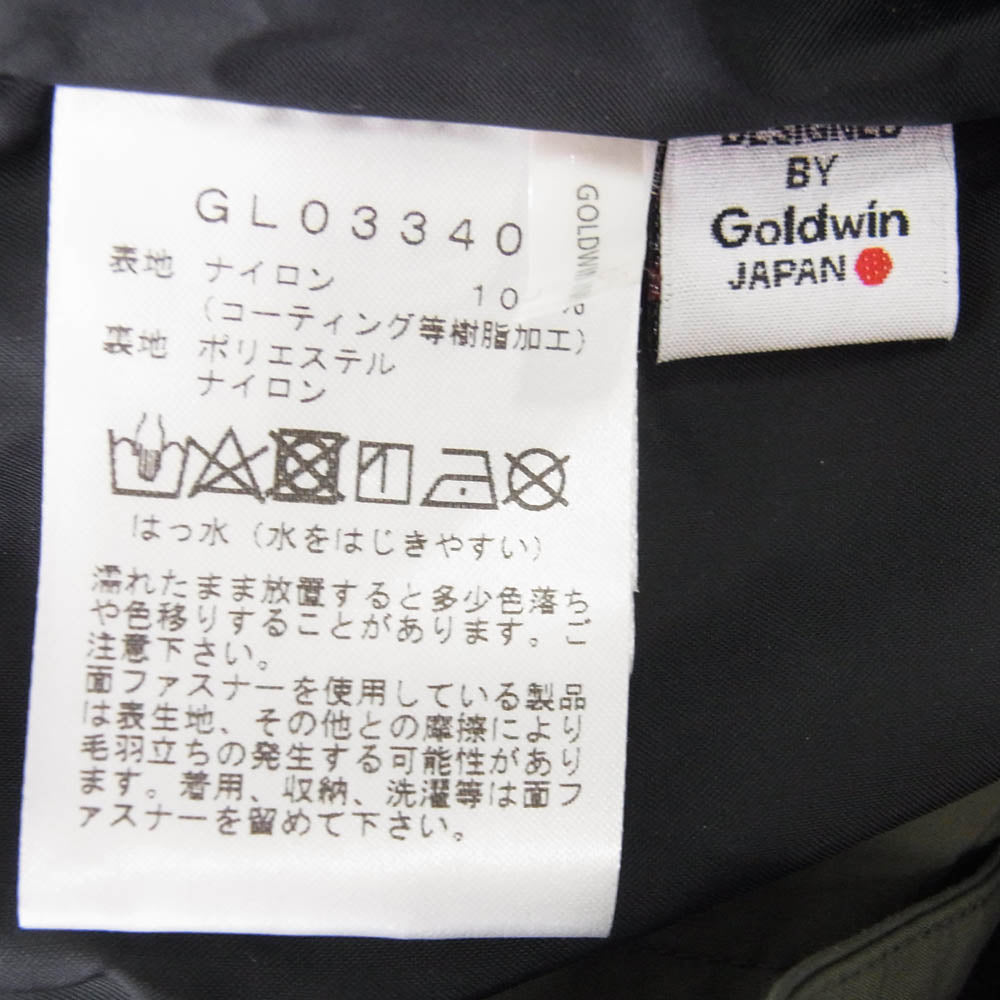 GL03340
表地 ナイロン 10
(コーティング等樹脂加工)
裏地 ポリエステル
ナイロン
はっ水 (水をはじきやすい)
濡れたまま放置すると多少色落ち
や色移りすることがあります。ご
注意下さい。
面ファスナーを使用している製品
は表生地、その他との摩擦により
毛羽立ちの発生する可能性があり
ます。着用、収納、洗濯等は面フ
ァスナーを留めて下さい。
GOLDWIN
DESIGNED
BY
Goldwin
JAPAN